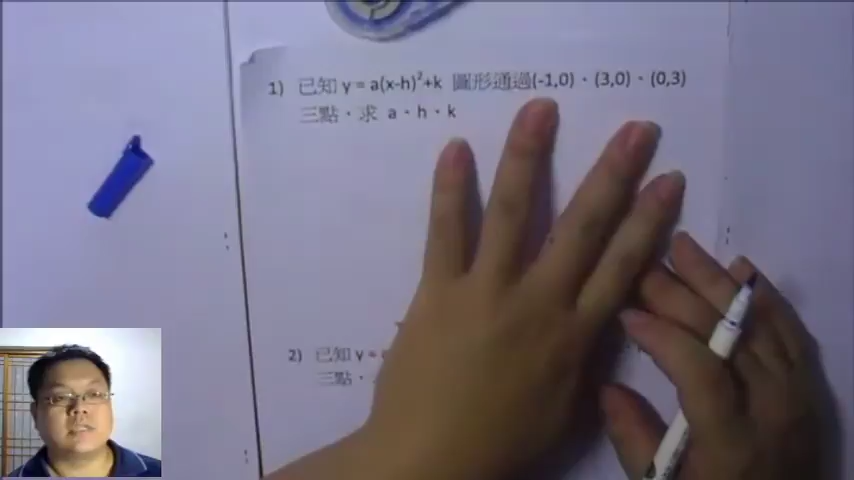 1) 已知 y = a(x-h)²+k 圖形通過(-1,0)、(3,0)、(0,3)
三點,求 a、h、k
2) 已知 y =
三點,